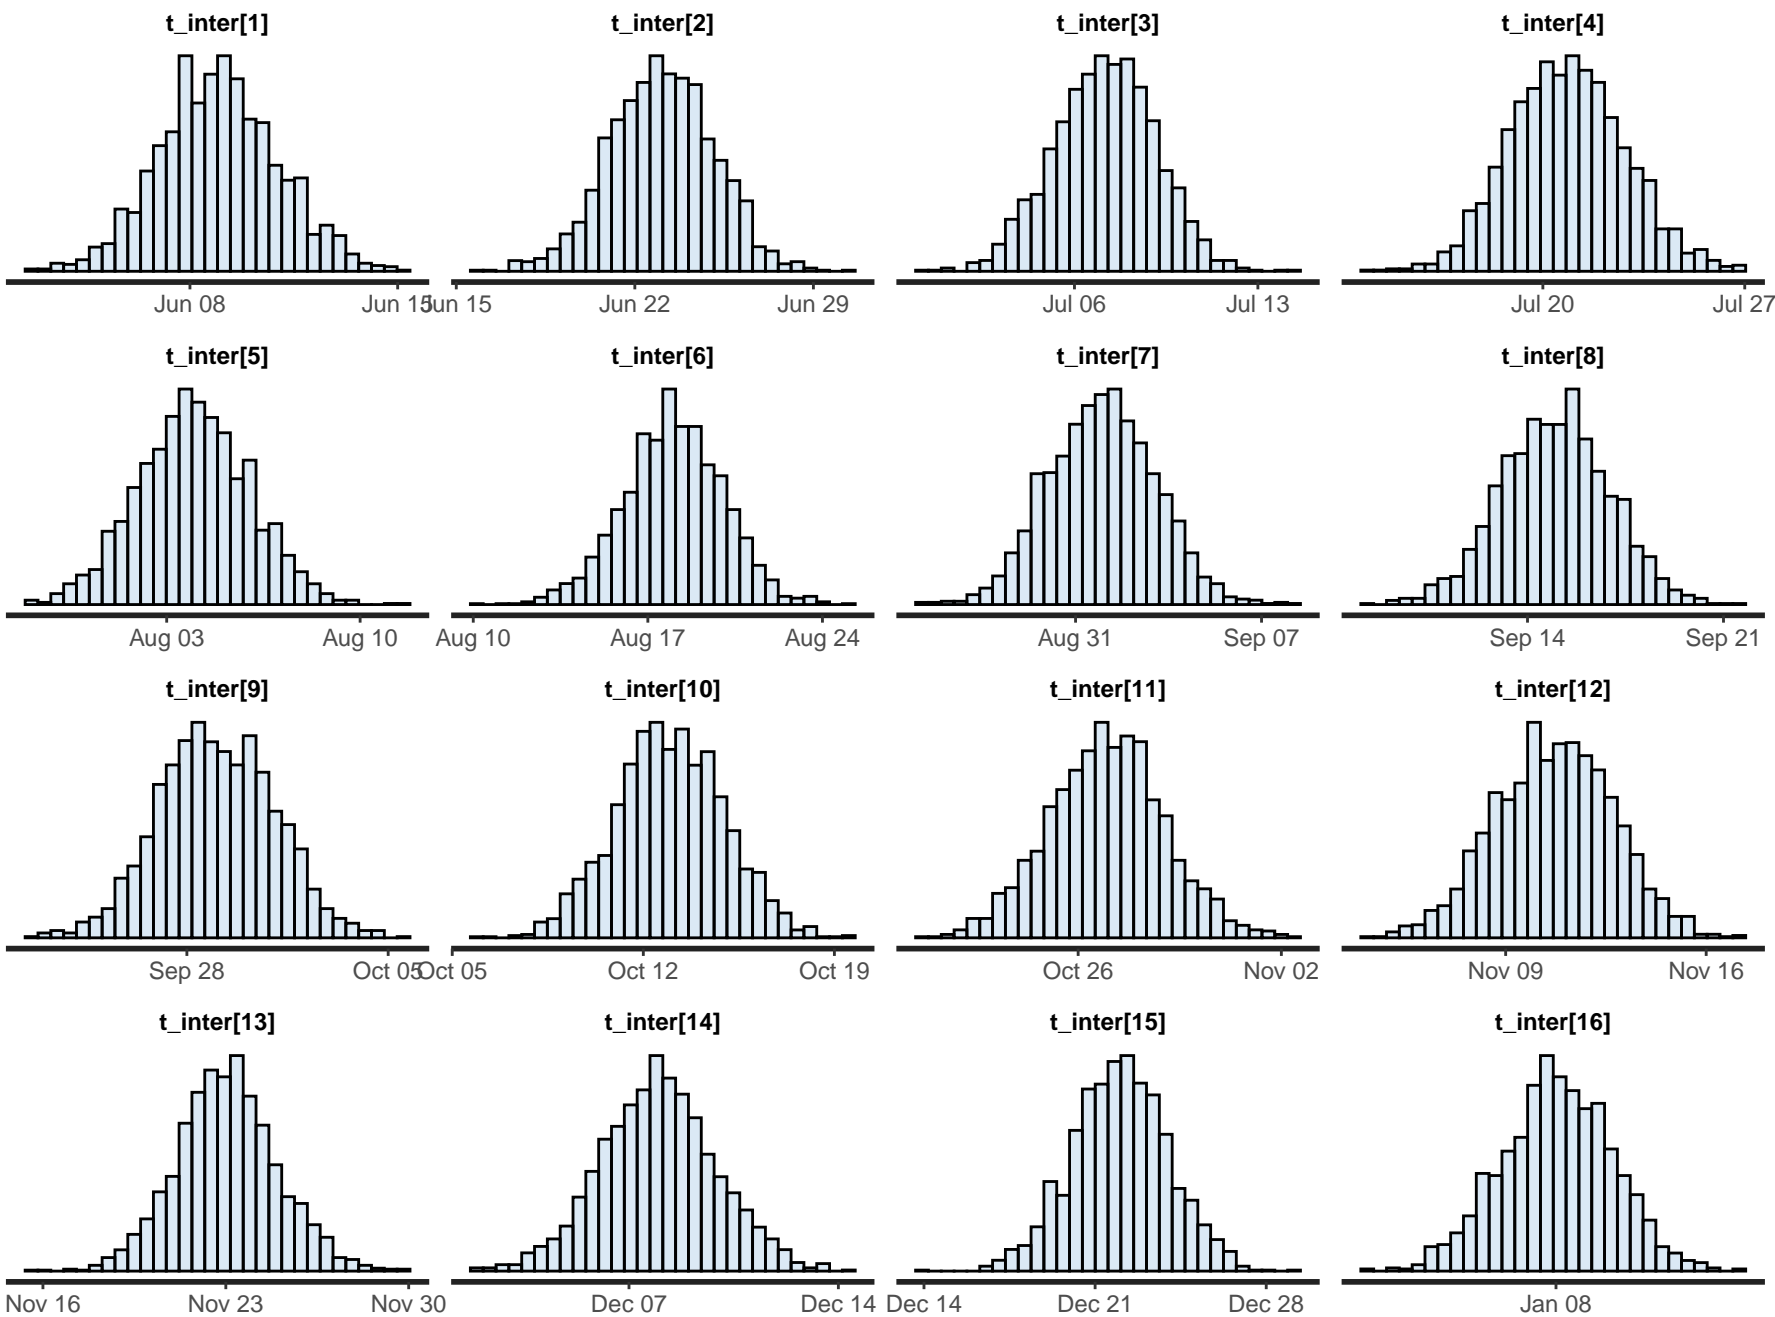 t_inter[1] t_inter[2] t_inter[3] t_inter[4]
Jun 08 Jun 15 Jun 15 Jun 22 Jun 29 Jul 06 Jul 13 Jul 20 Jul 27
t_inter[5] t_inter[6] t_inter[7] t_inter[8]
Aug 03 Aug 10 Aug 10 Aug 17 Aug 24 Aug 31 Sep 07 Sep 14 Sep 21
t_inter[9] t_inter[10] t_inter[11] t_inter[12]
Sep 28 Oct 05 Oct 05 Oct 12 Oct 19 Oct 26 Nov 02 Nov 09 Nov 16
t_inter[13] t_inter[14] t_inter[15] t_inter[16]
Nov 16 Nov 23 Nov 30 Dec 07 Dec 14 Dec 14 Dec 21 Dec 28 Jan 08